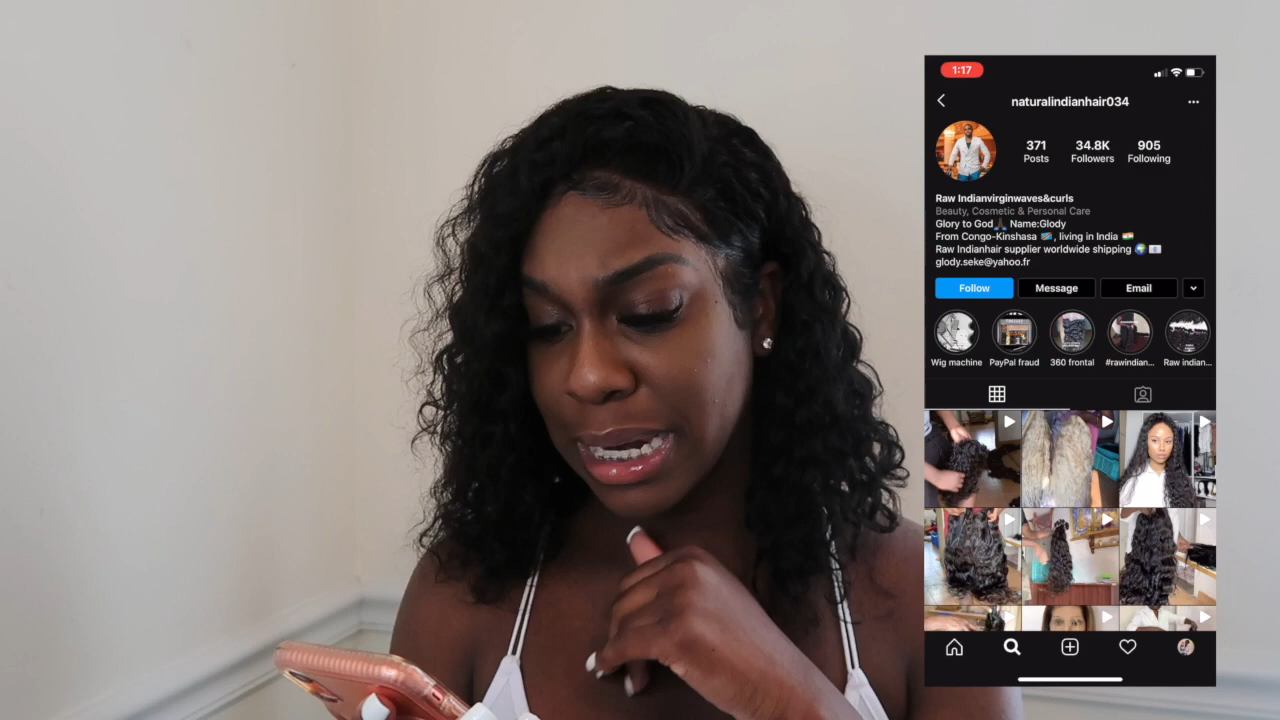 1:17
naturalindianhair034
371 34.8K 905
Posts Followers Following
Raw Indianvirginwaves&curls
Beauty, Cosmetic & Personal Care
Glory to God🙏🏿 Name:Glody
From Congo-Kinshasa 🇨🇩, living in India 🇮🇳
Raw Indianhair supplier worldwide shipping 🌍
glody.seke@yahoo.fr
Follow Message Email
Wig machine PayPal fraud 360 frontal #rawindian... Raw indian...